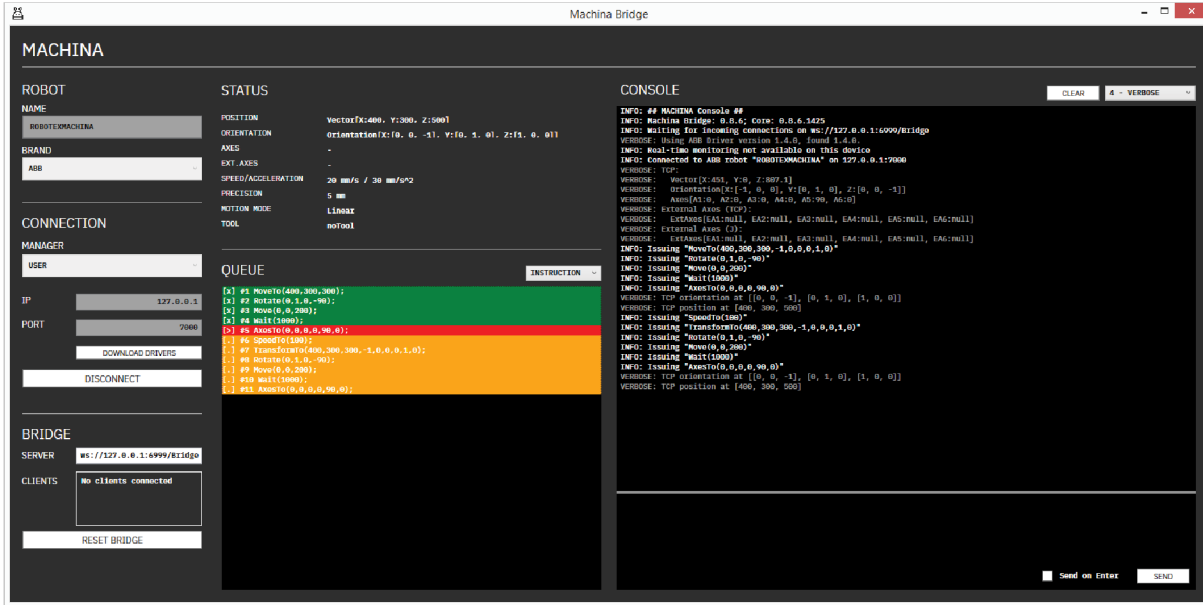 Machina Bridge
MACHINA
ROBOT
NAME
ROBOTEXMACHINA
BRAND
ABB
CONNECTION
MANAGER
USER
IP 127.0.0.1
PORT 7000
DOWNLOAD DRIVERS
DISCONNECT
BRIDGE
SERVER ws://127.0.0.1:6999/Bridge
CLIENTS No clients connected
RESET BRIDGE
STATUS
POSITION Vector[X:400, Y:300, Z:500]
ORIENTATION Orientation[X:[0, 0, -1], Y:[0, 1, 0], Z:[1, 0, 0]]
AXES -
EXT.AXES -
SPEED/ACCELERATION 20 mm/s / 30 mm/s^2
PRECISION 5 mm
MOTION MODE Linear
TOOL noTool
QUEUE INSTRUCTION
[x] #1 MoveTo(400,300,300);
[x] #2 Rotate(0,1,0,-90);
[x] #3 Move(0,0,200);
[x] #4 Wait(1000);
[>] #5 AxesTo(0,0,0,0,90,0);
[.] #6 SpeedTo(100);
[.] #7 TransformTo(400,300,300,-1,0,0,0,1,0);
[.] #8 Rotate(0,1,0,-90);
[.] #9 Move(0,0,200);
[.] #10 Wait(1000);
[.] #11 AxesTo(0,0,0,0,90,0);
CONSOLE CLEAR 4 - VERBOSE
INFO: ## MACHINA Console ##
INFO: Machina Bridge: 0.8.6; Core: 0.8.6.1425
INFO: Waiting for incoming connections on ws://127.0.0.1:6999/Bridge
VERBOSE: Using ABB Driver version 1.4.0, found 1.4.0.
INFO: Real-time monitoring not available on this device
INFO: Connected to ABB robot "ROBOTEXMACHINA" on 127.0.0.1:7000
VERBOSE: TCP:
VERBOSE: Vector[X:451, Y:0, Z:807.1]
VERBOSE: Orientation[X:[-1, 0, 0], Y:[0, 1, 0], Z:[0, 0, -1]]
VERBOSE: Axes[A1:0, A2:0, A3:0, A4:0, A5:90, A6:0]
VERBOSE: External Axes (TCP):
VERBOSE: ExtAxes[EA1:null, EA2:null, EA3:null, EA4:null, EA5:null, EA6:null]
VERBOSE: External Axes (J):
VERBOSE: ExtAxes[EA1:null, EA2:null, EA3:null, EA4:null, EA5:null, EA6:null]
INFO: Issuing "MoveTo(400,300,300,-1,0,0,0,1,0)"
INFO: Issuing "Rotate(0,1,0,-90)"
INFO: Issuing "Move(0,0,200)"
INFO: Issuing "Wait(1000)"
INFO: Issuing "AxesTo(0,0,0,0,90,0)"
VERBOSE: TCP orientation at [[0, 0, -1], [0, 1, 0], [1, 0, 0]]
VERBOSE: TCP position at [400, 300, 500]
INFO: Issuing "SpeedTo(100)"
INFO: Issuing "TransformTo(400,300,300,-1,0,0,0,1,0)"
INFO: Issuing "Rotate(0,1,0,-90)"
INFO: Issuing "Move(0,0,200)"
INFO: Issuing "Wait(1000)"
INFO: Issuing "AxesTo(0,0,0,0,90,0)"
VERBOSE: TCP orientation at [[0, 0, -1], [0, 1, 0], [1, 0, 0]]
VERBOSE: TCP position at [400, 300, 500]
Send on Enter SEND